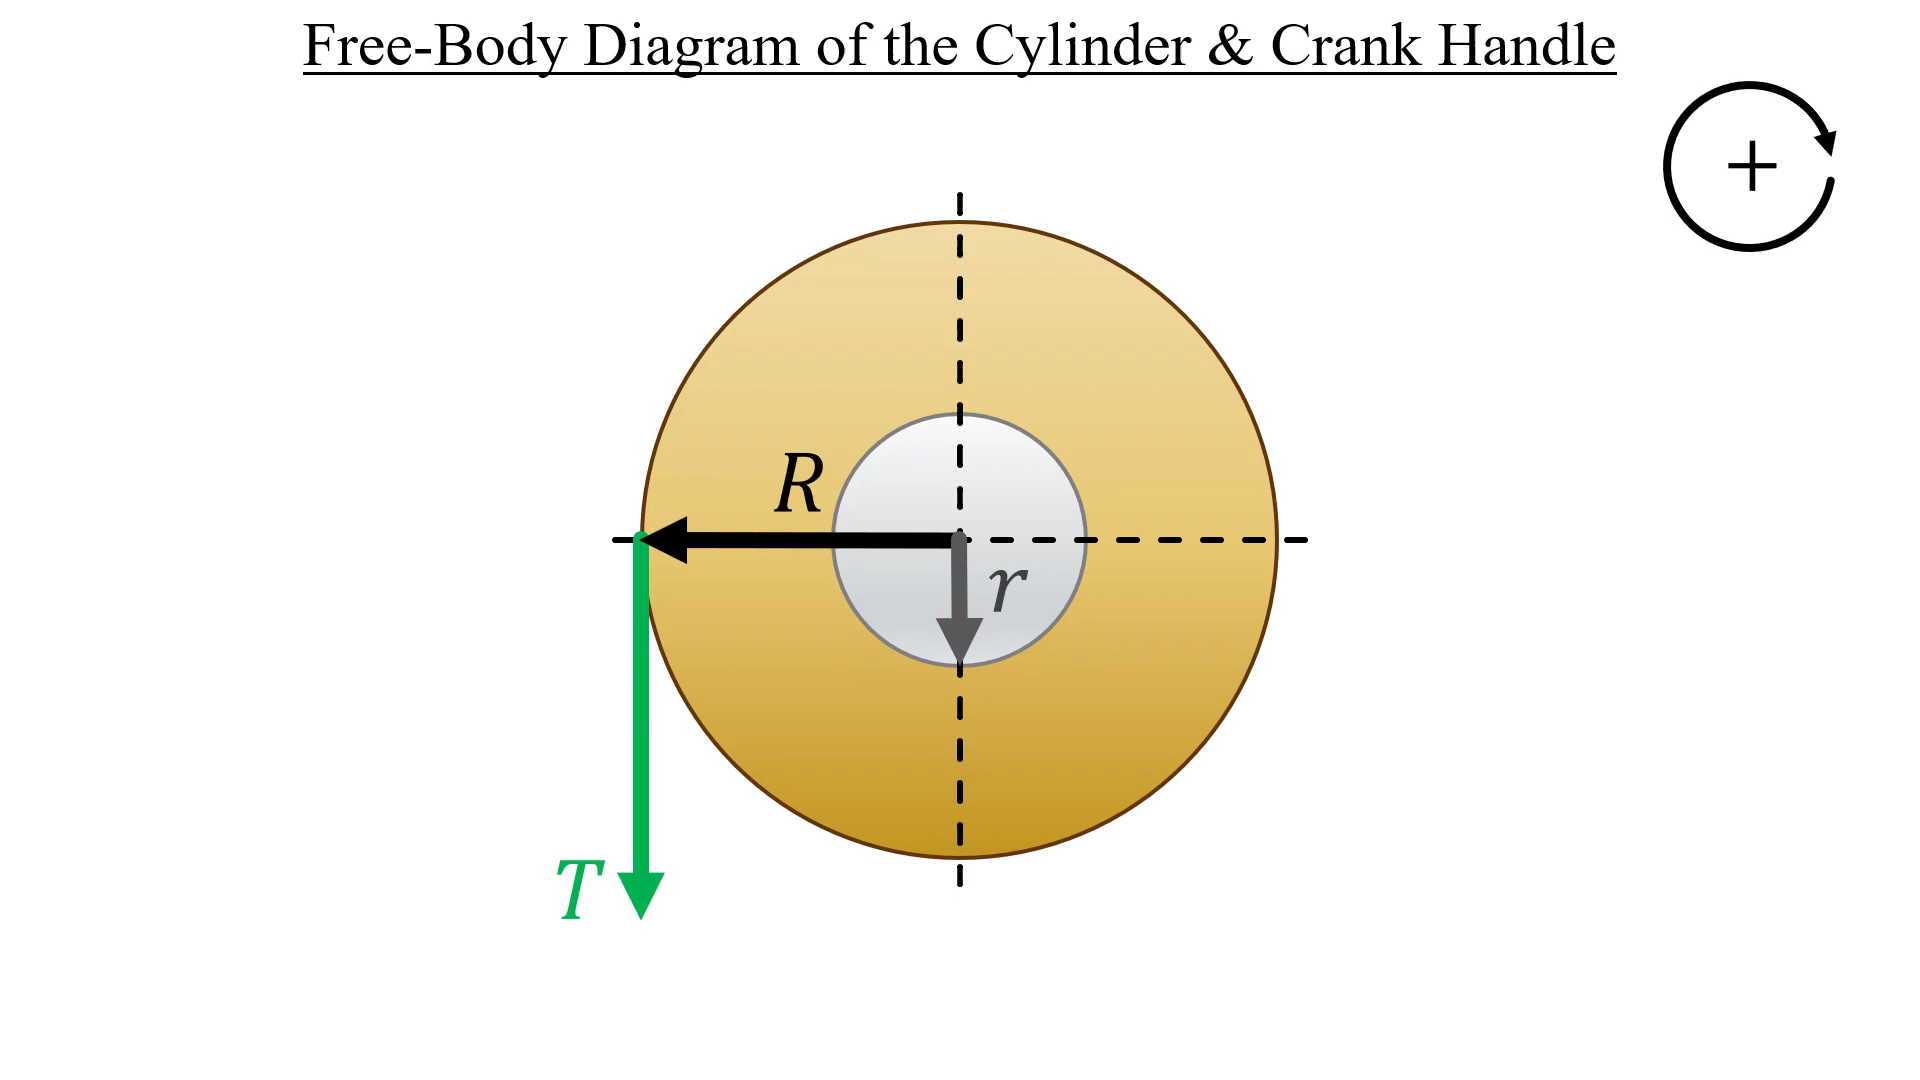 Free-Body Diagram of the Cylinder & Crank Handle
+
R
r
T